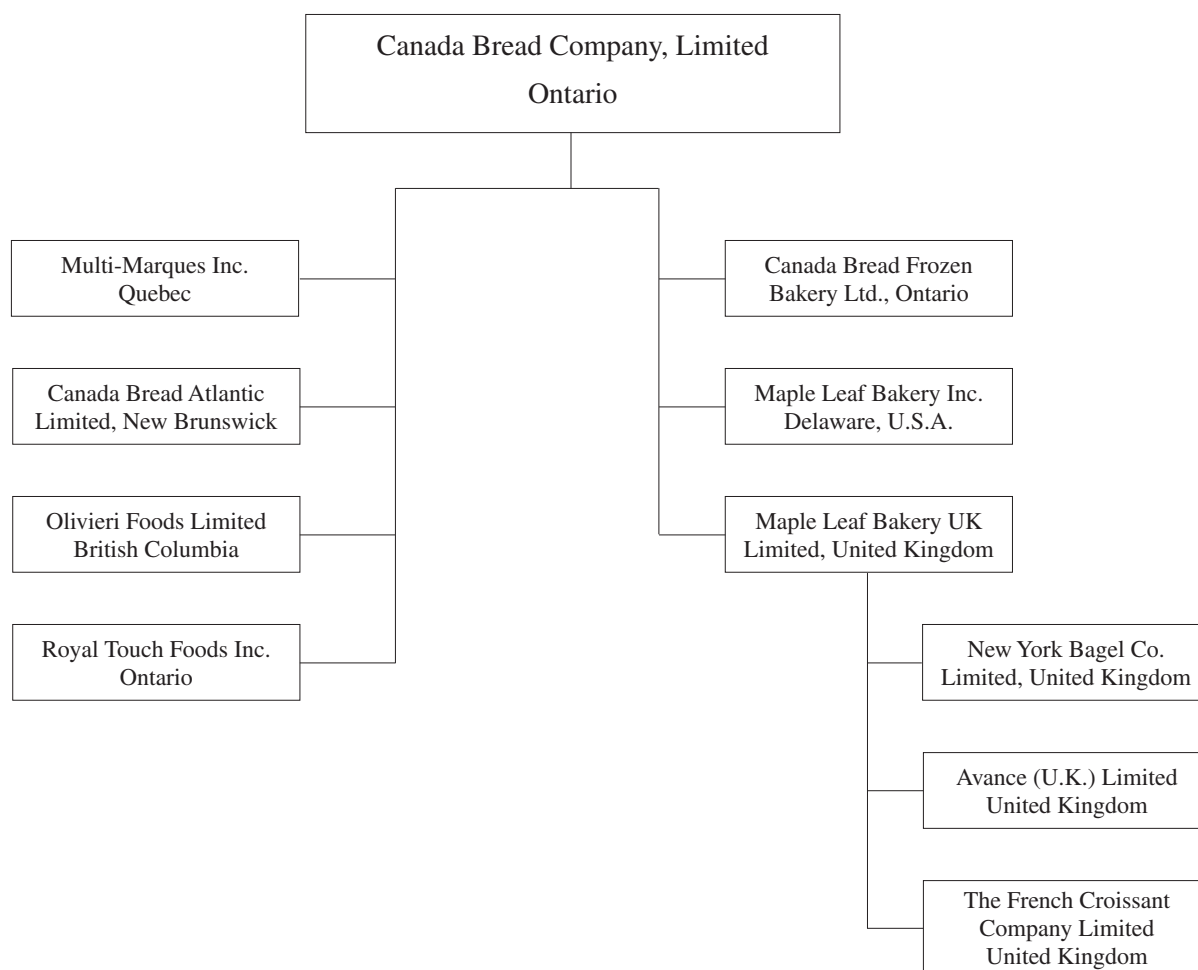 Canada Bread Company, Limited
Ontario
Multi-Marques Inc.
Quebec
Canada Bread Atlantic
Limited, New Brunswick
Olivieri Foods Limited
British Columbia
Royal Touch Foods Inc.
Ontario
Canada Bread Frozen
Bakery Ltd., Ontario
Maple Leaf Bakery Inc.
Delaware, U.S.A.
Maple Leaf Bakery UK
Limited, United Kingdom
New York Bagel Co.
Limited, United Kingdom
Avance (U.K.) Limited
United Kingdom
The French Croissant
Company Limited
United Kingdom